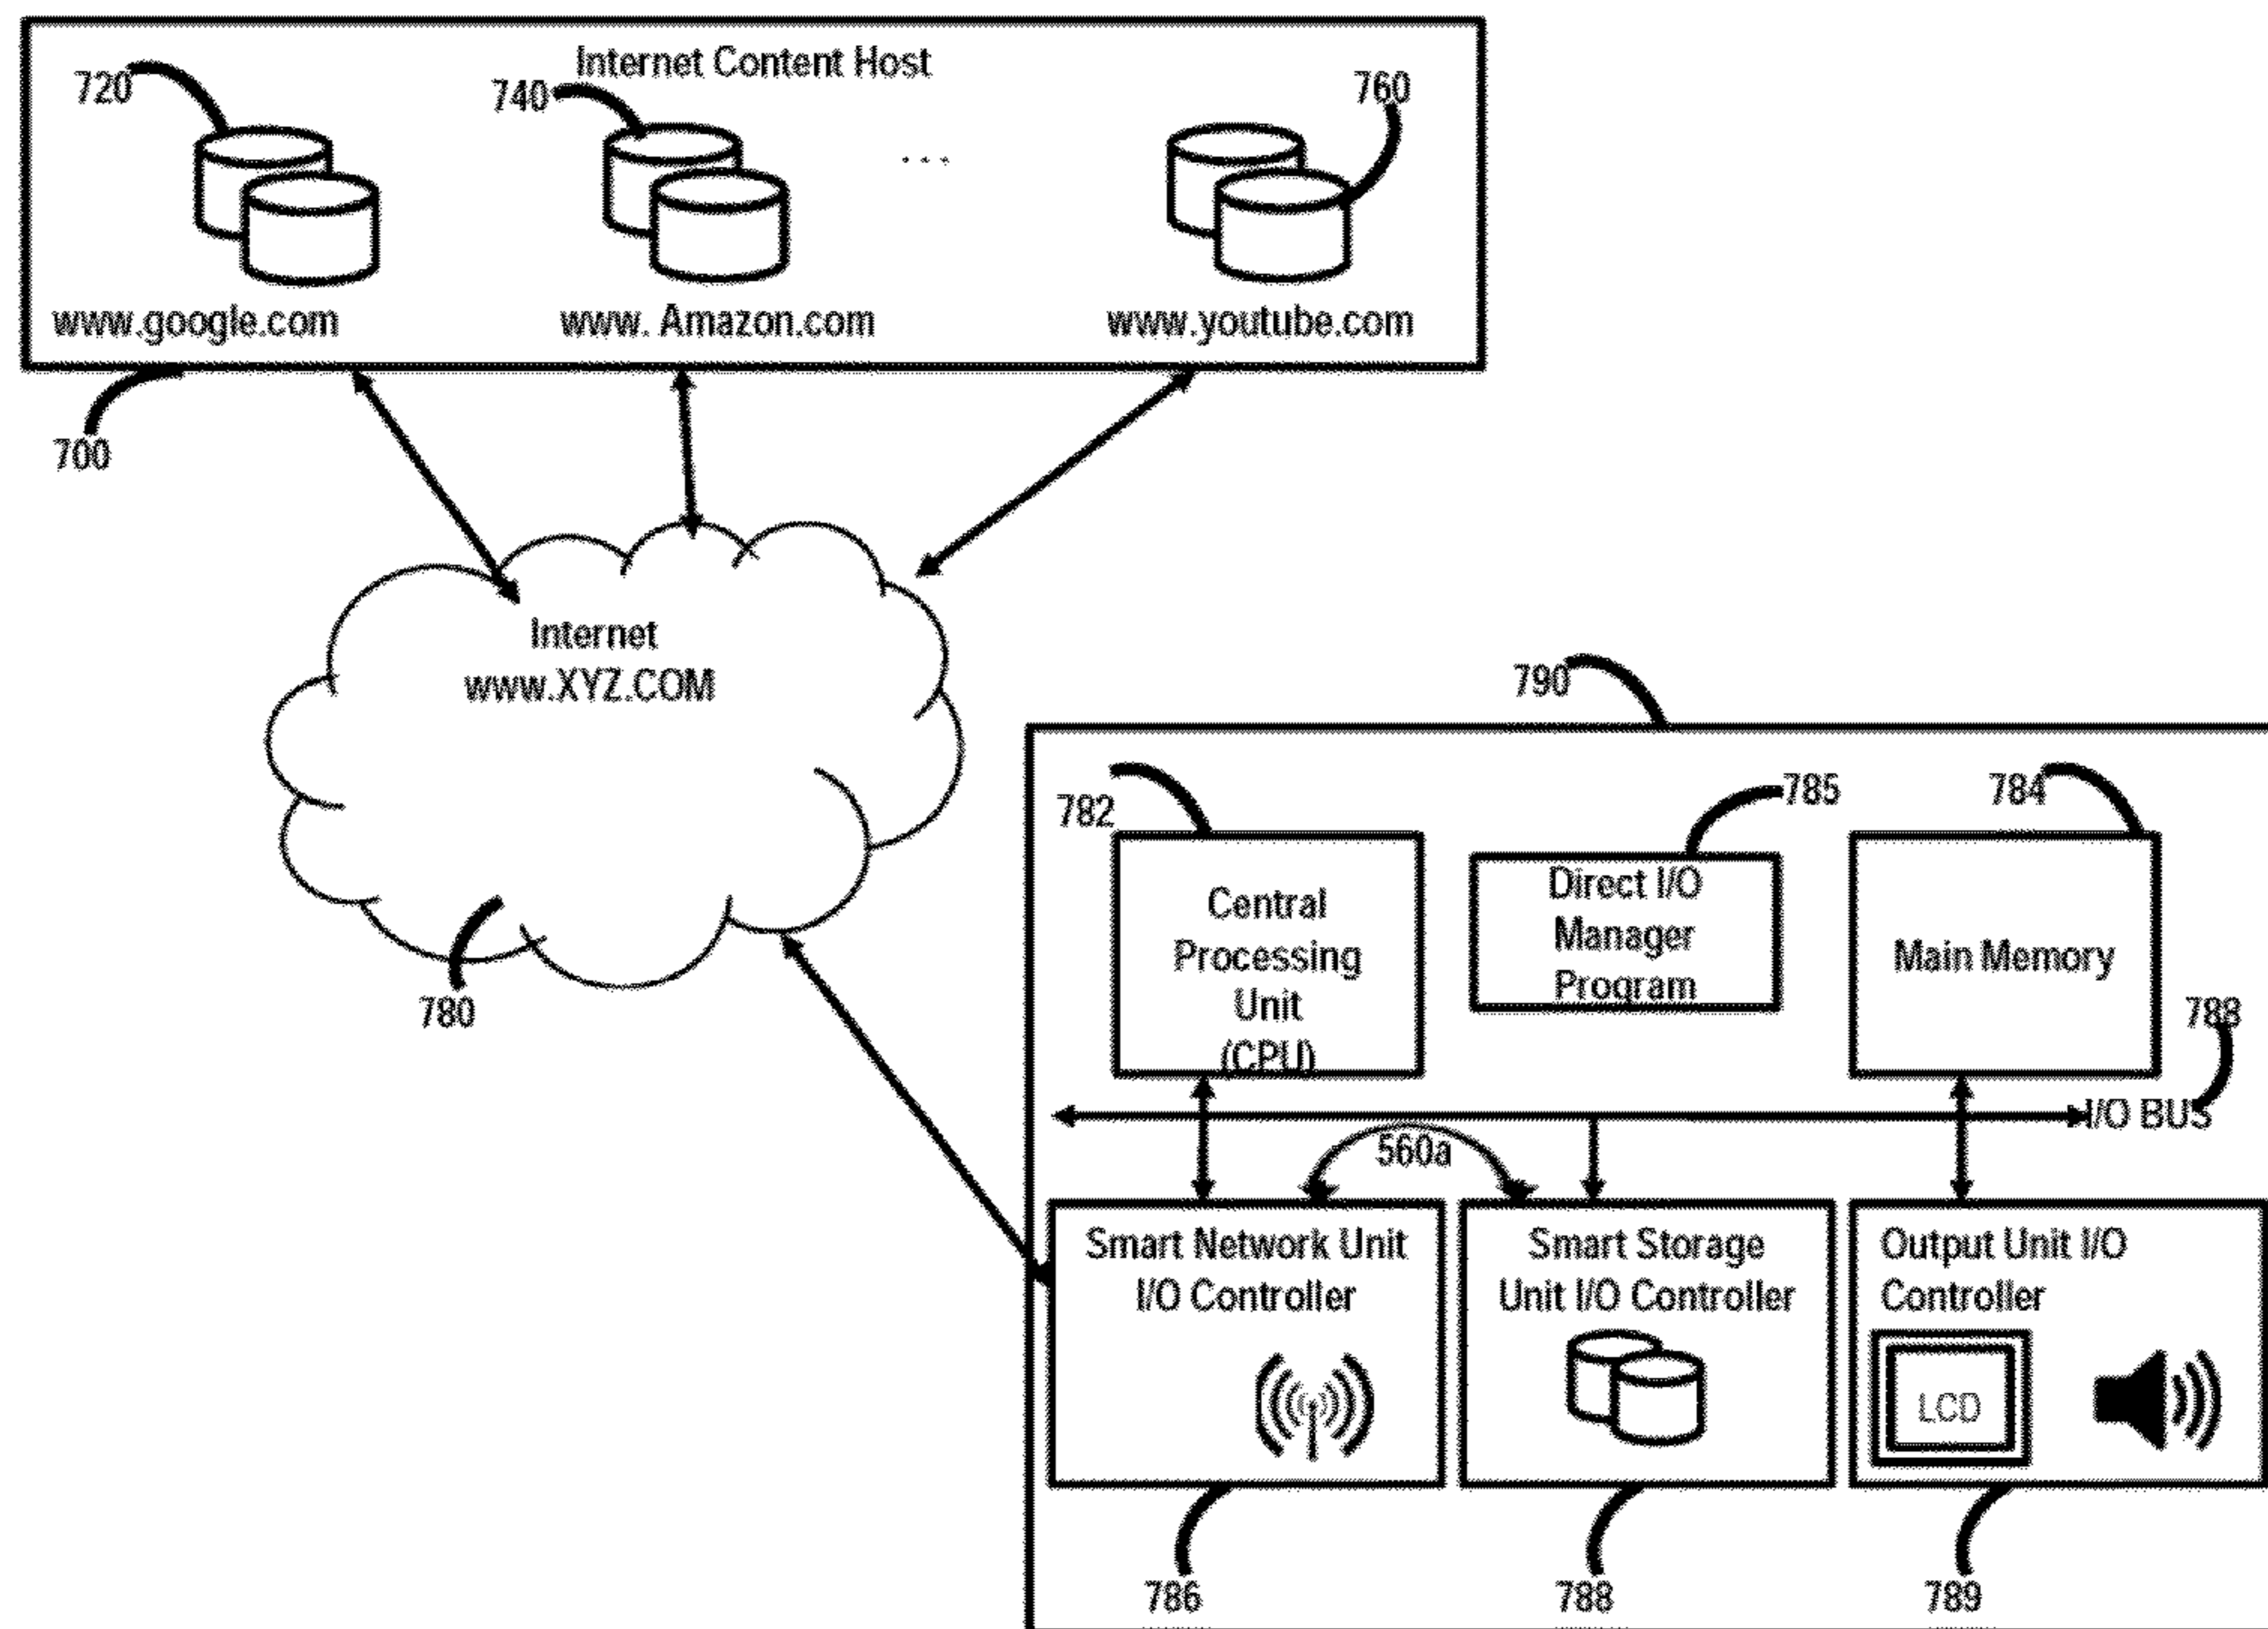 Internet Content Host
720
740
760
...
www.google.com
www. Amazon.com
www.youtube.com
700
Internet
www.XYZ.COM
780
790
782
785
784
Central
Processing
Unit
(CPU)
Direct I/O
Manager
Program
Main Memory
788
I/O BUS
560a
Smart Network Unit
I/O Controller
Smart Storage
Unit I/O Controller
Output Unit I/O
Controller
LCD
786
788
789